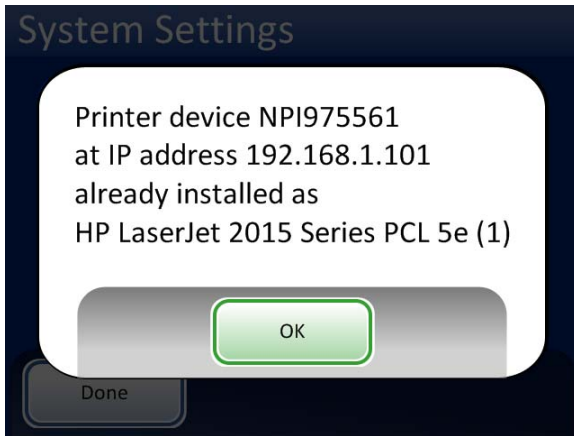 System Settings
Printer device NPI975561
at IP address 192.168.1.101
already installed as
HP LaserJet 2015 Series PCL 5e (1)
OK
Done